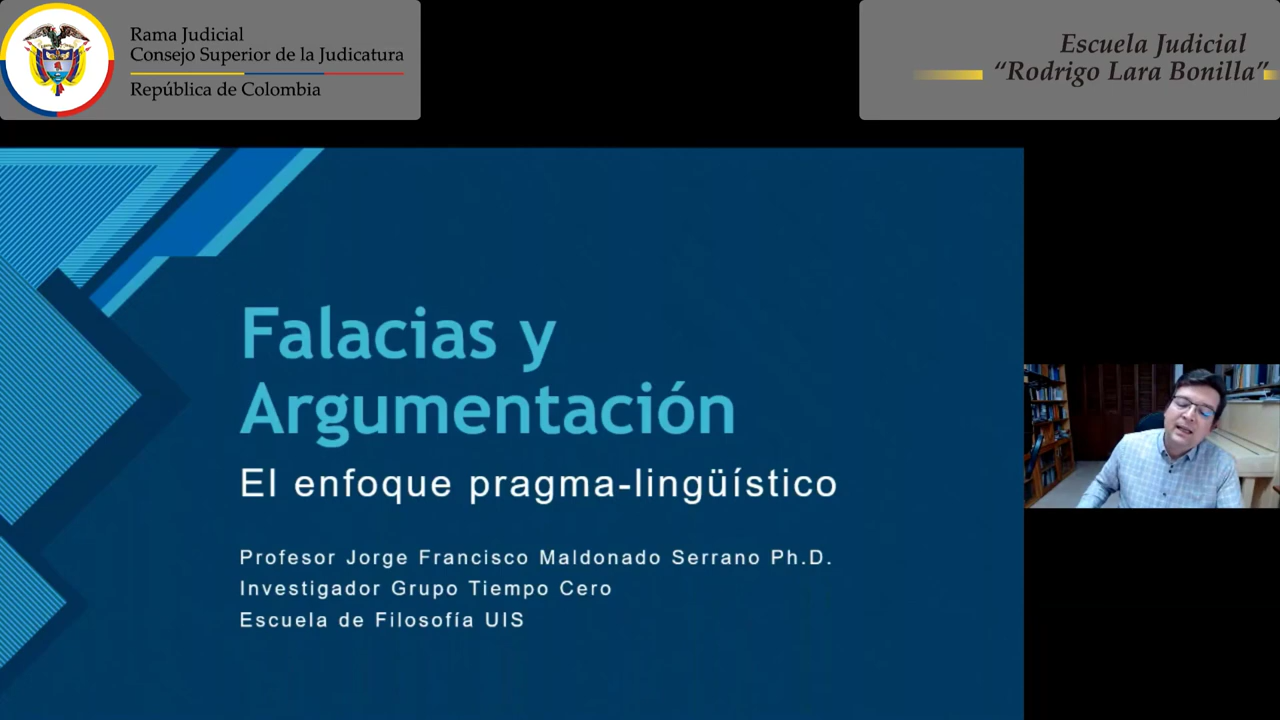 Rama Judicial
Consejo Superior de la Judicatura
República de Colombia
Escuela Judicial
“Rodrigo Lara Bonilla”
Falacias y
Argumentación
El enfoque pragma-lingüístico
Profesor Jorge Francisco Maldonado Serrano Ph.D.
Investigador Grupo Tiempo Cero
Escuela de Filosofía UIS